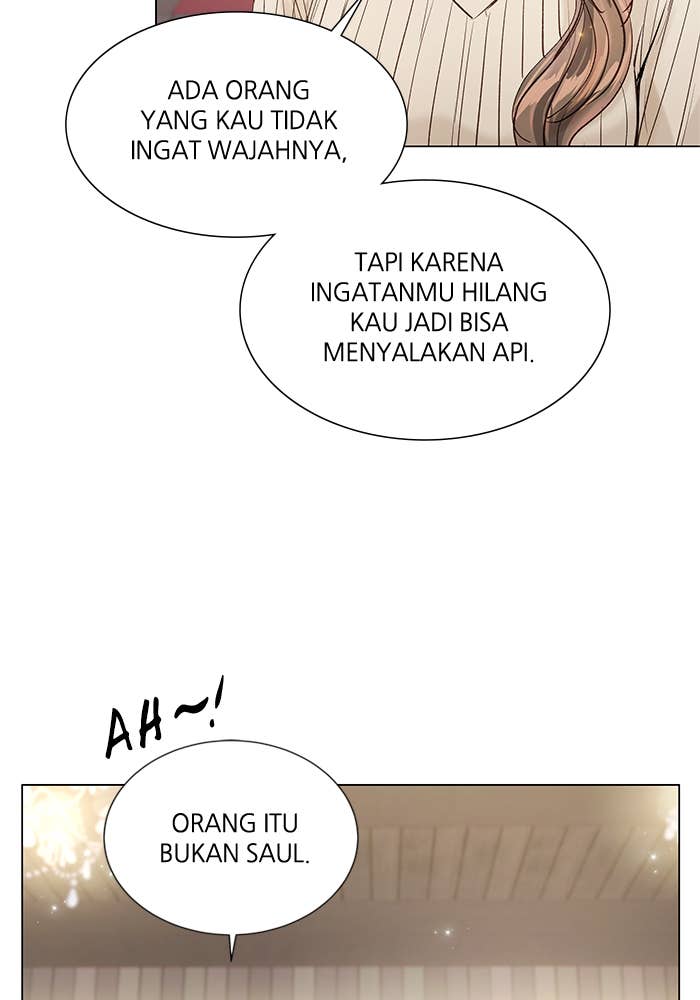 ADA ORANG
YANG KAU TIDAK
INGAT WAJAHNYA,
TAPI KARENA
INGATANMU HILANG
KAU JADI BISA
MENYALAKAN API.
AH~!
ORANG ITU
BUKAN SAUL.